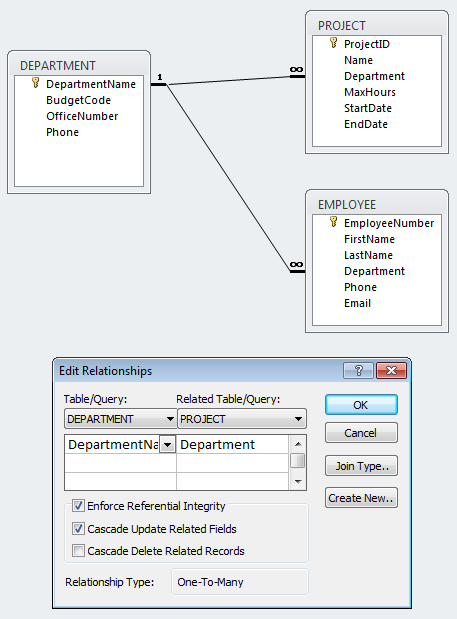 PROJECT
ProjectID
Name
Department
MaxHours
StartDate
EndDate
DEPARTMENT
DepartmentName
BudgetCode
OfficeNumber
Phone
1
∞
∞
EMPLOYEE
EmployeeNumber
FirstName
LastName
Department
Phone
Email
Edit Relationships
?
Table/Query: Related Table/Query:
DEPARTMENT PROJECT
DepartmentNa Department
OK
Cancel
Join Type..
Create New..
Enforce Referential Integrity
Cascade Update Related Fields
Cascade Delete Related Records
Relationship Type: One-To-Many